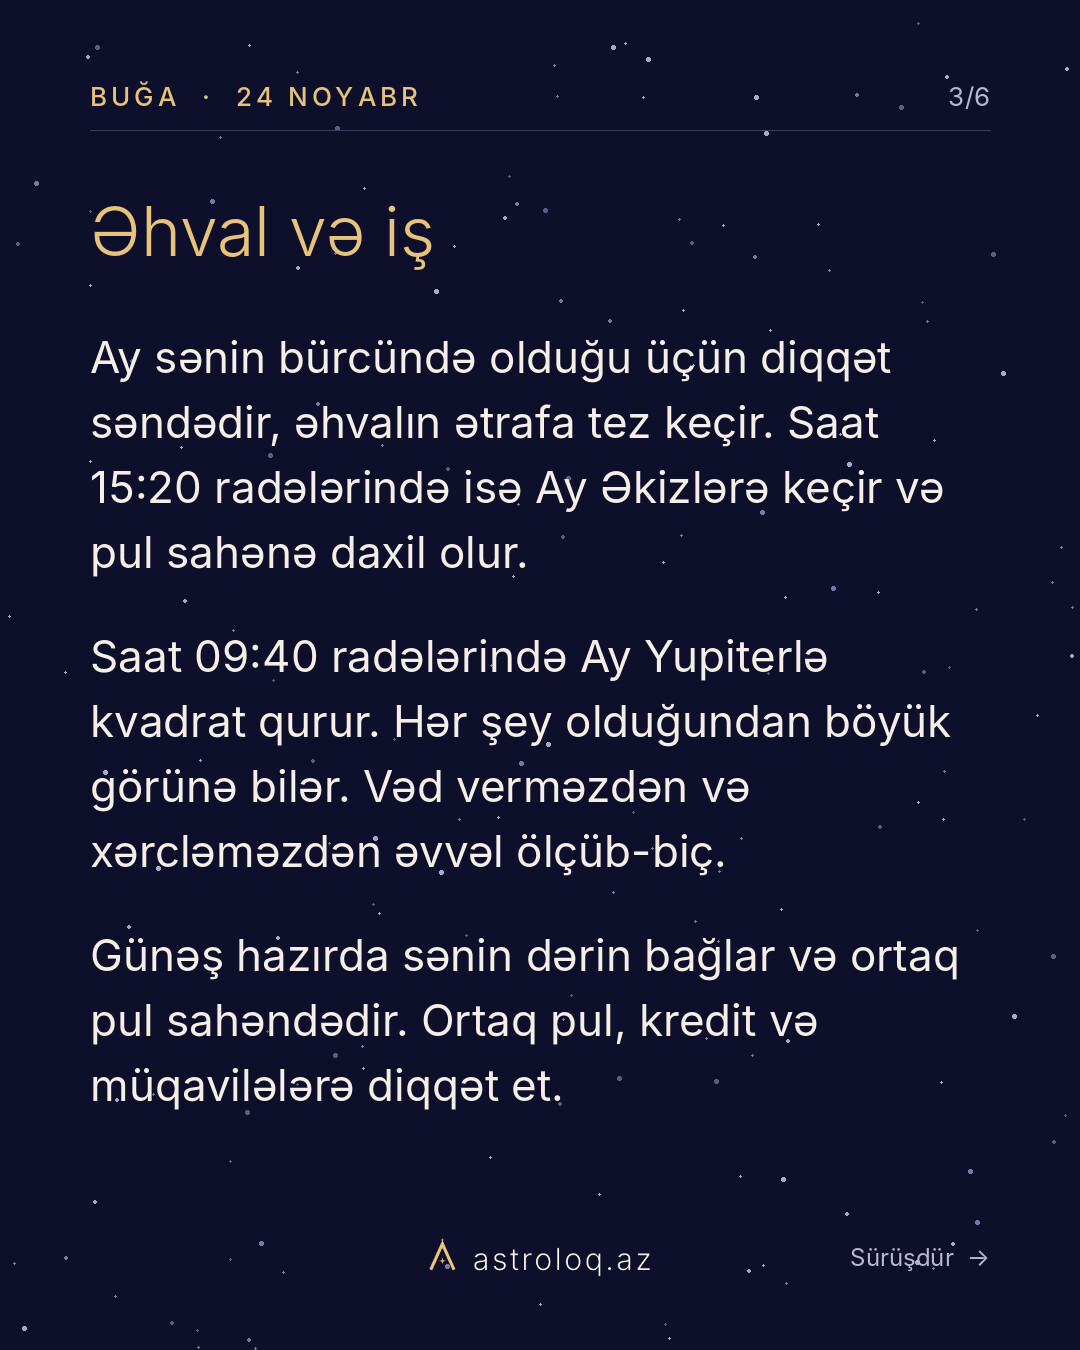 BUĞA · 24 NOYABR
3/6
Əhval və iş
Ay sənin bürcündə olduğu üçün diqqət
səndədir, əhvalın ətrafa tez keçir. Saat
15:20 radələrində isə Ay Əkizlərə keçir və
pul sahənə daxil olur.
Saat 09:40 radələrində Ay Yupiterlə
kvadrat qurur. Hər şey olduğundan böyük
görünə bilər. Vəd verməzdən və
xərcləməzdən əvvəl ölçüb-biç.
Günəş hazırda sənin dərin bağlar və ortaq
pul sahəndədir. Ortaq pul, kredit və
müqavilələrə diqqət et.
astroloq.az
Sürüşdür →